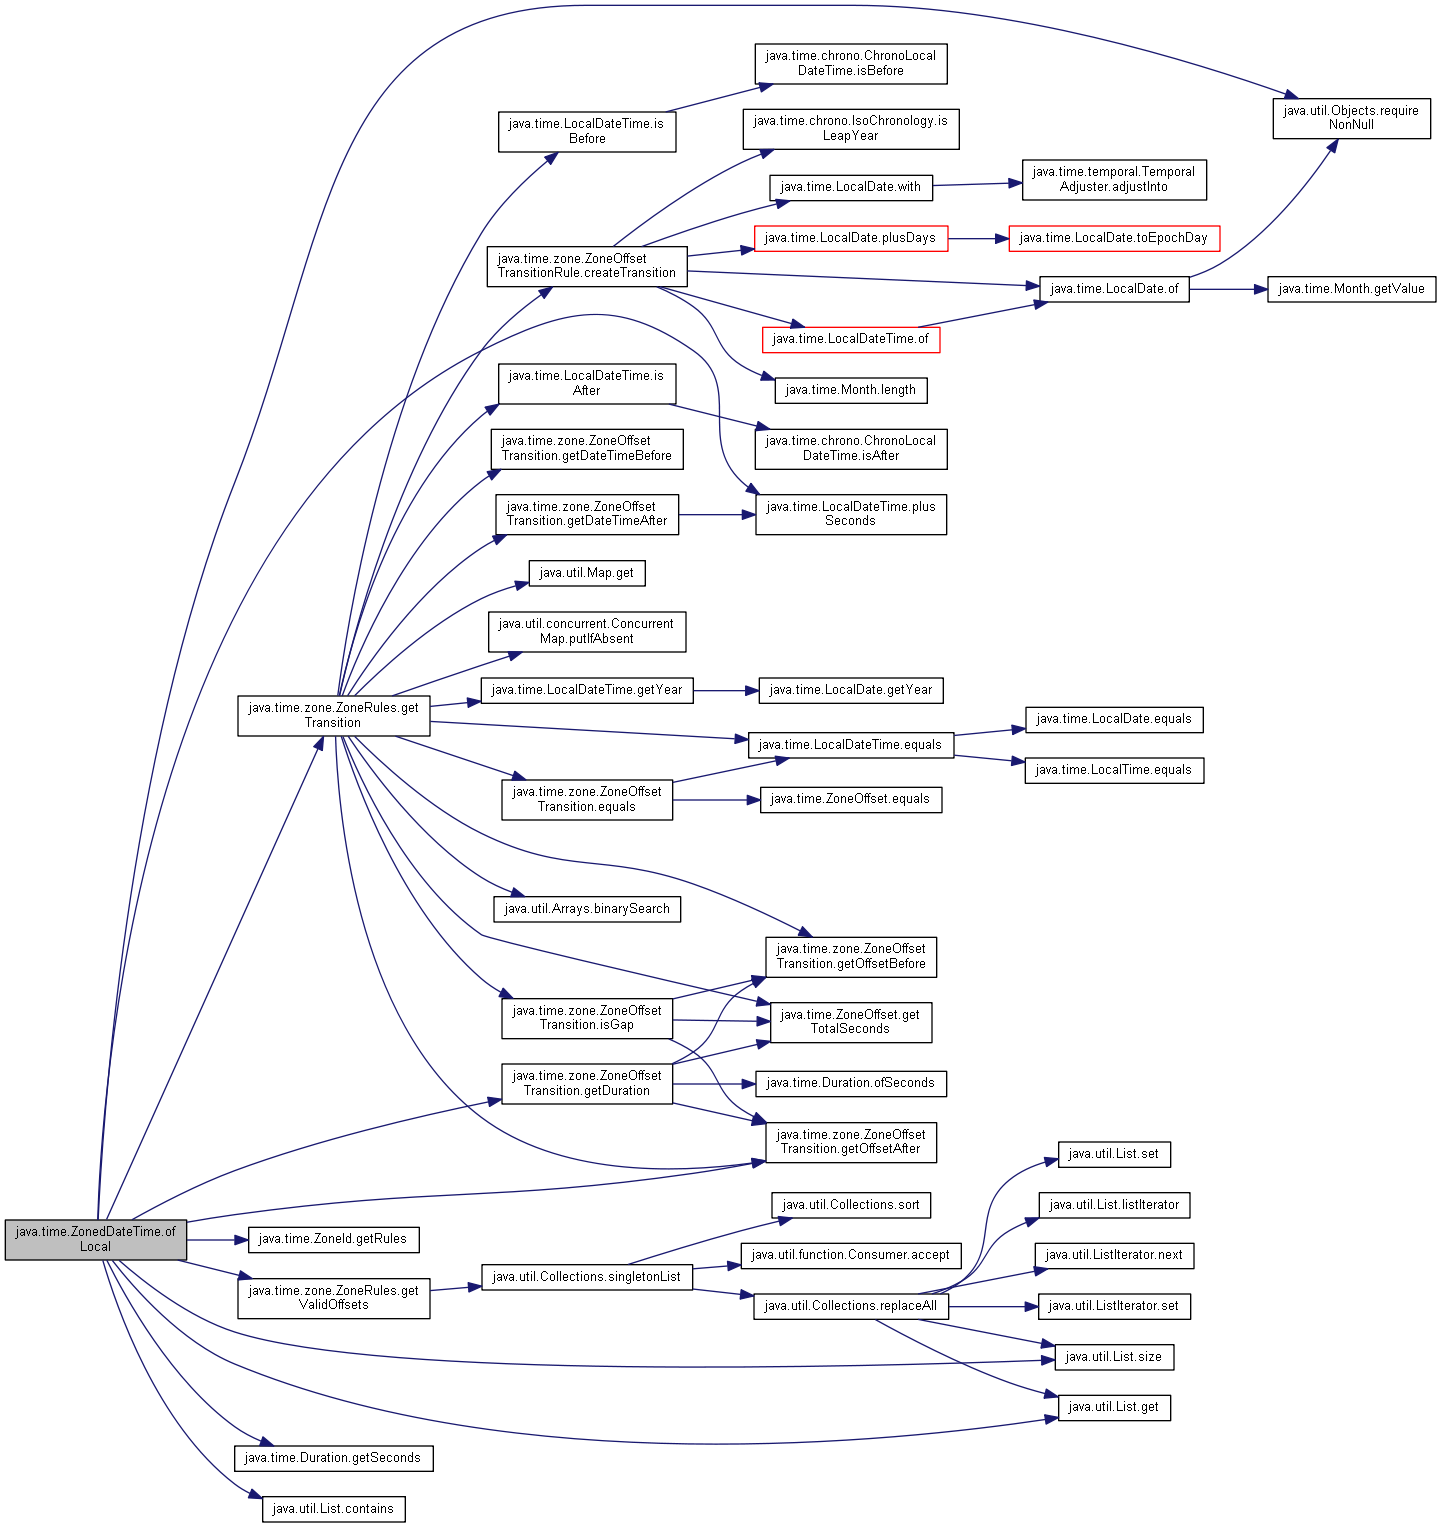 java.time.chrono.ChronoLocal
DateTime.isBefore
java.util.Objects.require
NonNull
java.time.LocalDateTime.is
Before
java.time.chrono.IsoChronology.is
LeapYear
java.time.LocalDate.with
java.time.temporal.Temporal
Adjuster.adjustInto
java.time.LocalDate.plusDays
java.time.LocalDate.toEpochDay
java.time.zone.ZoneOffset
TransitionRule.createTransition
java.time.LocalDate.of
java.time.Month.getValue
java.time.LocalDateTime.of
java.time.LocalDateTime.is
After
java.time.Month.length
java.time.zone.ZoneOffset
Transition.getDateTimeBefore
java.time.chrono.ChronoLocal
DateTime.isAfter
java.time.zone.ZoneOffset
Transition.getDateTimeAfter
java.time.LocalDateTime.plus
Seconds
java.util.Map.get
java.util.concurrent.Concurrent
Map.putIfAbsent
java.time.LocalDateTime.getYear
java.time.LocalDate.getYear
java.time.zone.ZoneRules.get
Transition
java.time.LocalDate.equals
java.time.LocalDateTime.equals
java.time.LocalTime.equals
java.time.zone.ZoneOffset
Transition.equals
java.time.ZoneOffset.equals
java.util.Arrays.binarySearch
java.time.zone.ZoneOffset
Transition.getOffsetBefore
java.time.zone.ZoneOffset
Transition.isGap
java.time.ZoneOffset.get
TotalSeconds
java.time.zone.ZoneOffset
Transition.getDuration
java.time.Duration.ofSeconds
java.time.zone.ZoneOffset
Transition.getOffsetAfter
java.util.List.set
java.util.Collections.sort
java.util.List.listIterator
java.time.ZonedDateTime.of
Local
java.time.ZoneId.getRules
java.util.function.Consumer.accept
java.util.ListIterator.next
java.time.zone.ZoneRules.get
ValidOffsets
java.util.Collections.singletonList
java.util.Collections.replaceAll
java.util.ListIterator.set
java.util.List.size
java.util.List.get
java.time.Duration.getSeconds
java.util.List.contains